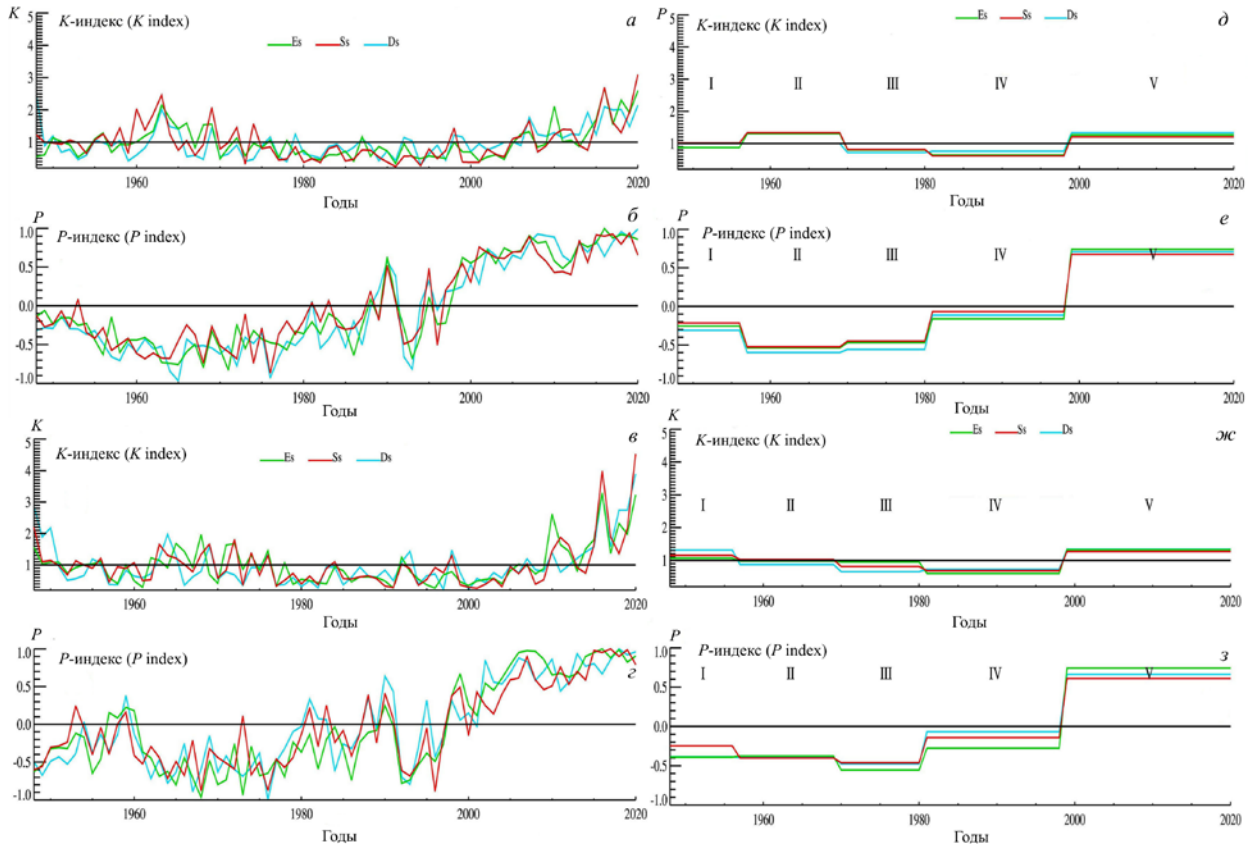 K
K-индекс (K index)
а
Es Ss Ds
5
4
3
2
1
1960 1980 2000 2020
Годы
P
P-индекс (P index)
б
1.0
0.5
0.0
-0.5
-1.0
1960 1980 2000 2020
Годы
K
K-индекс (K index)
в
Es Ss Ds
5
4
3
2
1
1960 1980 2000 2020
Годы
P
P-индекс (P index)
г
1.0
0.5
0.0
-0.5
-1.0
1960 1980 2000 2020
Годы
P
K-индекс (K index)
д
Es Ss Ds
5
4
3
2
1
I II III IV V
1960 1980 2000 2020
Годы
P
P-индекс (P index)
е
1.0
0.5
0.0
-0.5
-1.0
I II III IV V
1960 1980 2000 2020
Годы
K
K-индекс (K index)
ж
Es Ss Ds
5
4
3
2
1
I II III IV V
1960 1980 2000 2020
Годы
P
P-индекс (P index)
з
1.0
0.5
0.0
-0.5
-1.0
I II III IV V
1960 1980 2000 2020
Годы